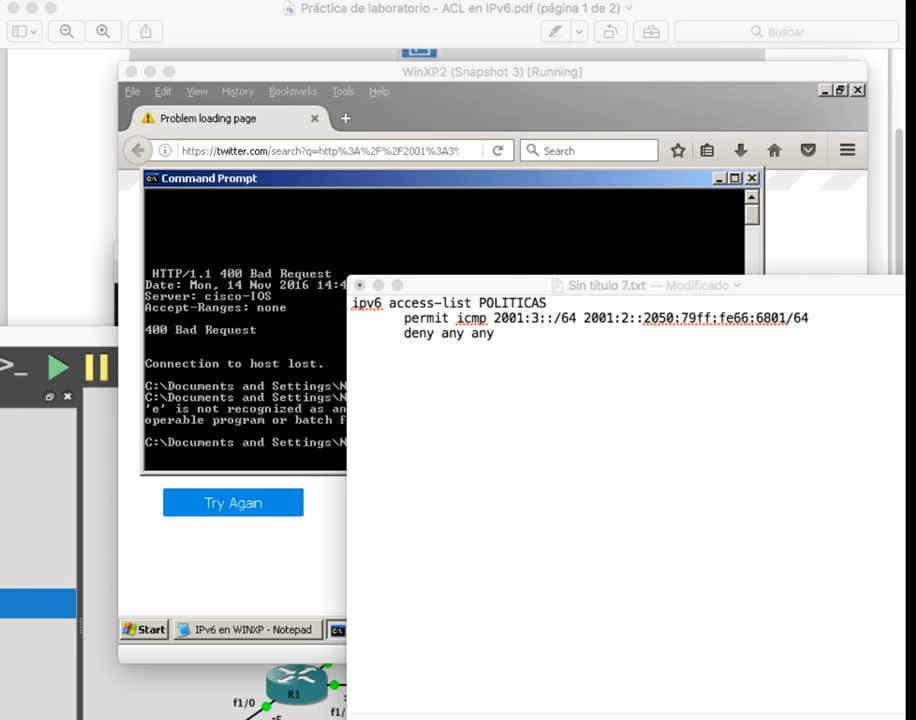 Práctica de laboratorio - ACL en IPv6.pdf (página 1 de 2)
Buscar
WinXP2 (Snapshot 3) [Running]
File Edit View History Bookmarks Tools Help
Problem loading page
https://twitter.com/search?q=http%3A%2F%2F2001%3A3%
Search
Command Prompt
HTTP/1.1 400 Bad Request
Date: Mon, 14 Nov 2016 14:4
Server: cisco-IOS
Accept-Ranges: none
400 Bad Request
Connection to host lost.
C:\Documents and Settings\N
C:\Documents and Settings\N
'e' is not recognized as an
operable program or batch f
C:\Documents and Settings\N
Sin título 7.txt — Modificado
ipv6 access-list POLITICAS
permit icmp 2001:3::/64 2001:2::2050:79ff:fe66:6801/64
deny any any
Try Again
Start
IPv6 en WINXP - Notepad
R1
f1/0
f1/